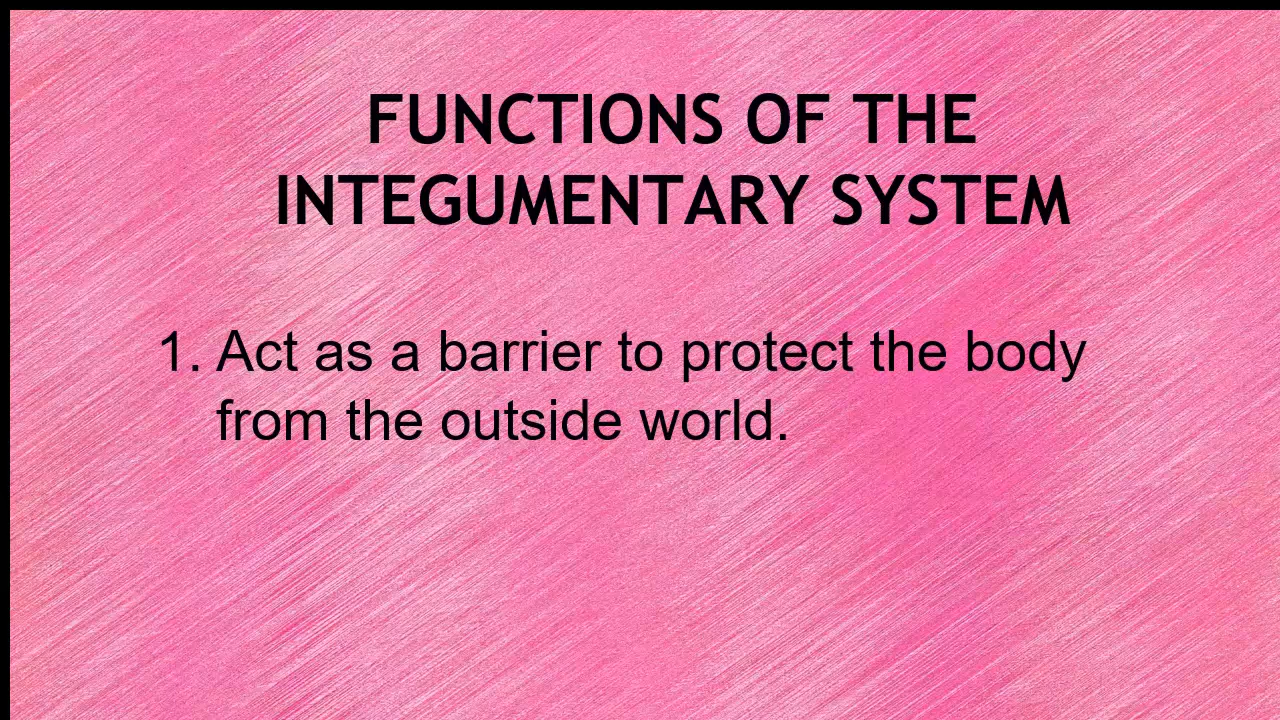 FUNCTIONS OF THE
INTEGUMENTARY SYSTEM
1. Act as a barrier to protect the body
from the outside world.